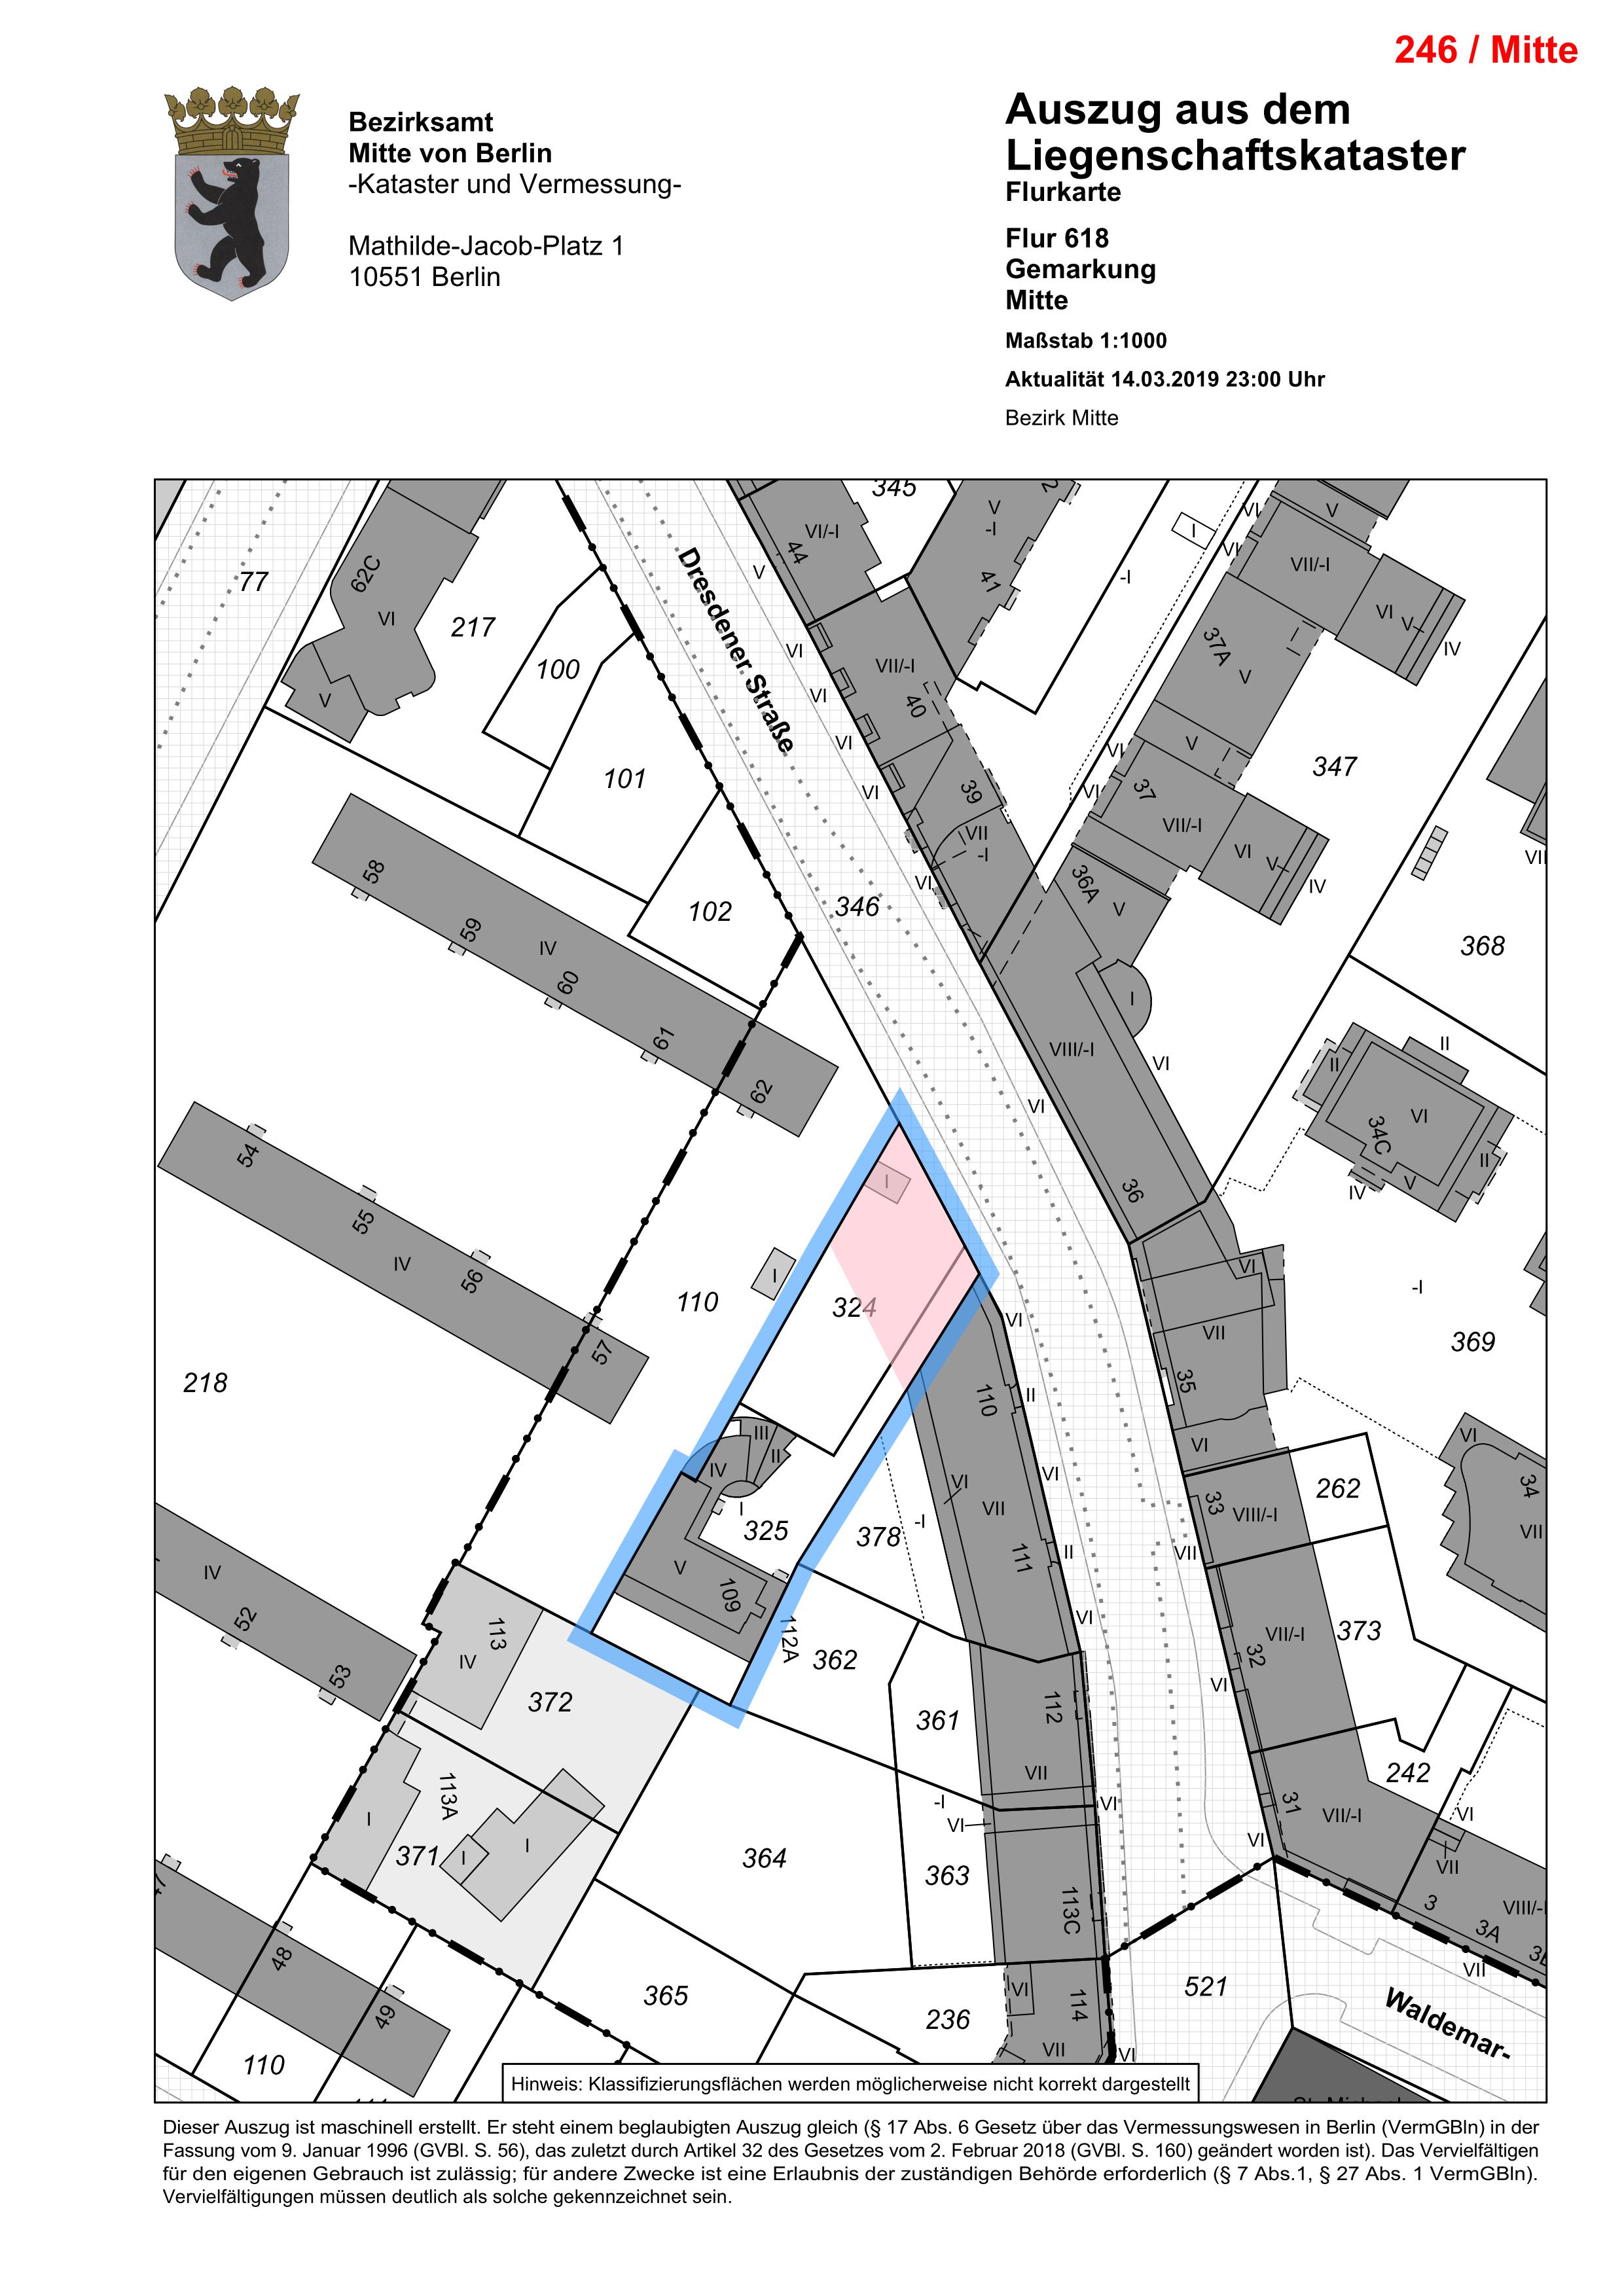 246 / Mitte
Bezirksamt
Mitte von Berlin
-Kataster und Vermessung-
Mathilde-Jacob-Platz 1
10551 Berlin
Auszug aus dem
Liegenschaftskataster
Flurkarte
Flur 618
Gemarkung
Mitte
Maßstab 1:1000
Aktualität 14.03.2019 23:00 Uhr
Bezirk Mitte
345
2
V
-I
VI/-I
44
V
41
-I
I
VI
V
VI
VII/-I
VI
V
IV
77
62C
VI
217
V
100
Dresdener Straße
VI
VII/-I
40
VI
VI
VI
37A
V
V
347
101
39
VII
-I
VI
VI
37
VII/-I
VI
V
IV
VII
58
59
IV
60
61
62
102
346
VI
36A
V
I
368
VIII/-I
VI
VI
II
II
VI
34C
II
V
IV
36
54
55
IV
56
57
110
I
I
324
218
VI
110
II
VI
VII
35
VI
-I
369
III
II
IV
I
325
V
109
378
-I
VI
VII
VI
111
II
33
VIII/-I
262
VI
34
VII
VII
IV
52
53
113
IV
372
112A
362
VI
361
112
VII
VII/-I
32
VI
373
242
113A
I
371
I
I
364
-I
VI
363
VI
113C
31
VII/-I
VI
VI
VII
VIII/-I
3
3A
VII
47
48
49
110
365
236
VI
114
VII
VI
521
Waldemar-
Hinweis: Klassifizierungsflächen werden möglicherweise nicht korrekt dargestellt
Dieser Auszug ist maschinell erstellt. Er steht einem beglaubigten Auszug gleich (§ 17 Abs. 6 Gesetz über das Vermessungswesen in Berlin (VermGBln) in der
Fassung vom 9. Januar 1996 (GVBl. S. 56), das zuletzt durch Artikel 32 des Gesetzes vom 2. Februar 2018 (GVBl. S. 160) geändert worden ist). Das Vervielfältigen
für den eigenen Gebrauch ist zulässig; für andere Zwecke ist eine Erlaubnis der zuständigen Behörde erforderlich (§ 7 Abs.1, § 27 Abs. 1 VermGBln).
Vervielfältigungen müssen deutlich als solche gekennzeichnet sein.